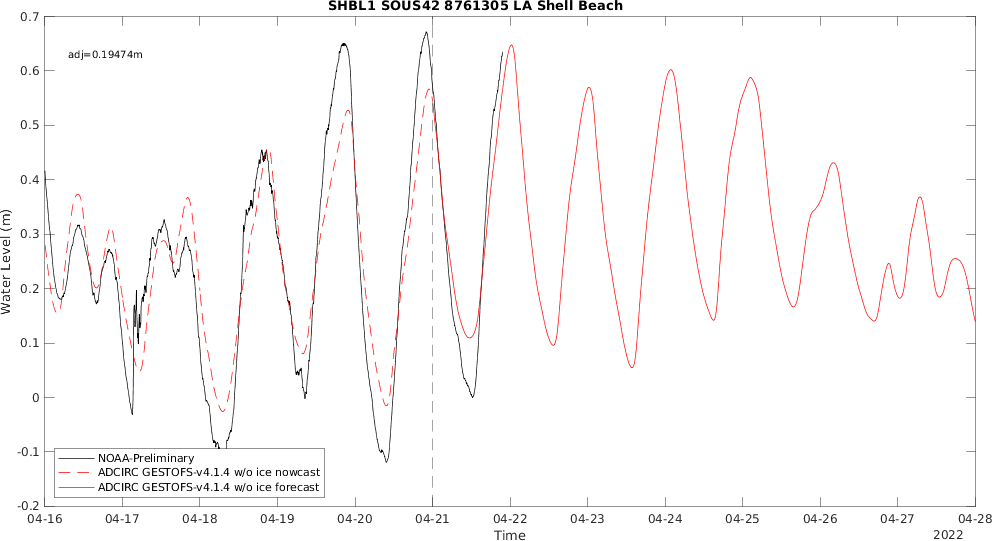 SHBL1 SOUS42 8761305 LA Shell Beach
0.7
adj=0.19474m
0.6
0.5
0.4
0.3
0.2
0.1
0
-0.1
-0.2
Water Level (m)
NOAA-Preliminary
ADCIRC GESTOFS-v4.1.4 w/o ice nowcast
ADCIRC GESTOFS-v4.1.4 w/o ice forecast
04-16 04-17 04-18 04-19 04-20 04-21 04-22 04-23 04-24 04-25 04-26 04-27 04-28
Time
2022